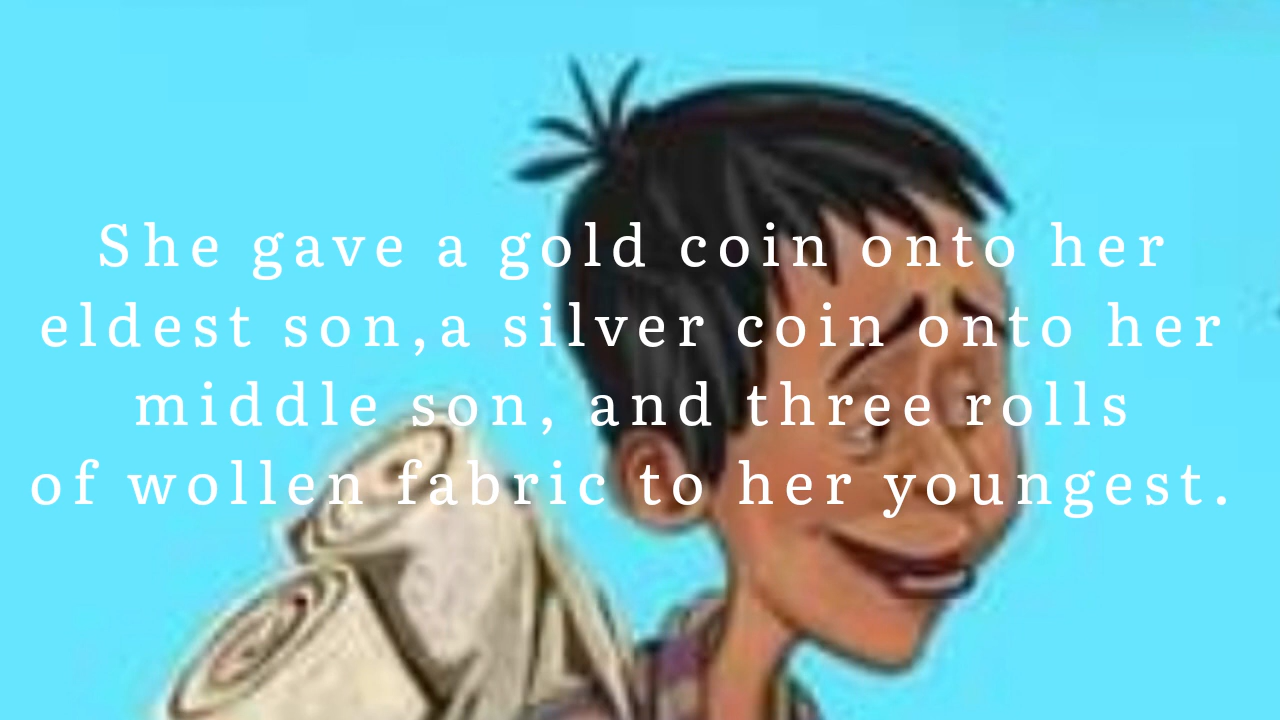 She gave a gold coin onto her
eldest son,a silver coin onto her
middle son, and three rolls
of wollen fabric to her youngest.